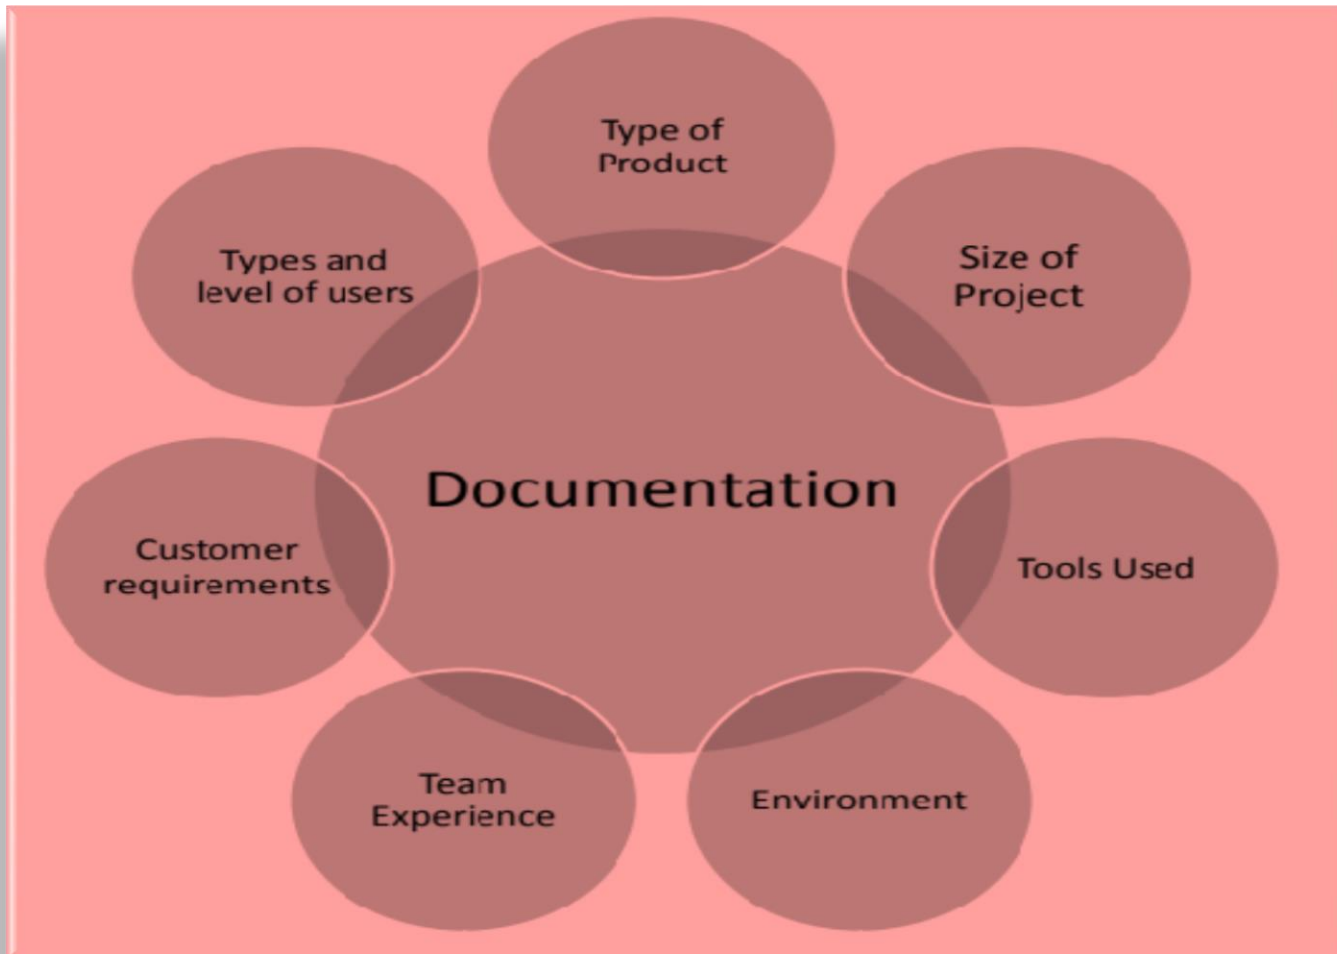 Type of
Product
Size of
Project
Tools Used
Environment
Team
Experience
Customer
requirements
Types and
level of users
Documentation